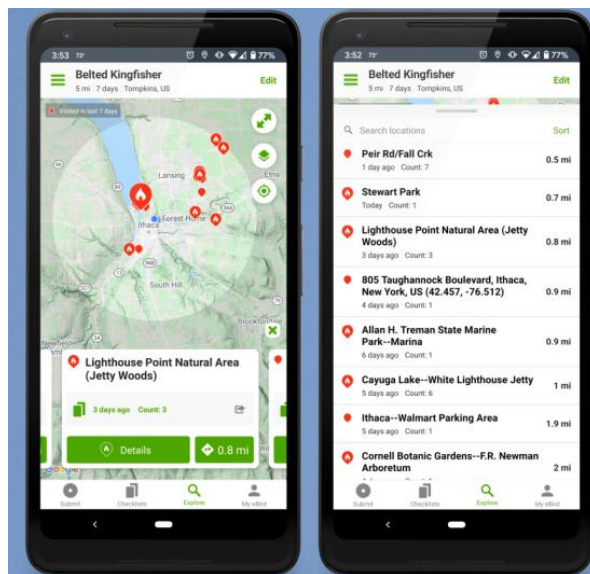 3:53 73°
77%
Belted Kingfisher
5 mi 7 days Tompkins, US
Edit
Visited in last 7 days
Lansing
Etna
366
Forest Home
Ithaca
96B
South Hill
Brooktondale
Newfield
Lighthouse Point Natural Area
(Jetty Woods)
3 days ago Count: 3
Details
0.8 mi
Google
Submit
Checklists
Explore
My eBird
3:52 73°
77%
Belted Kingfisher
5 mi 7 days Tompkins, US
Edit
Search locations
Sort
Peir Rd/Fall Crk
1 day ago Count: 7
0.5 mi
Stewart Park
Today Count: 1
0.7 mi
Lighthouse Point Natural Area (Jetty
Woods)
3 days ago Count: 3
0.8 mi
805 Taughannock Boulevard, Ithaca,
New York, US (42.457, -76.512)
4 days ago Count: 1
0.9 mi
Allan H. Treman State Marine
Park--Marina
6 days ago Count: 1
0.9 mi
Cayuga Lake--White Lighthouse Jetty
5 days ago Count: 6
1 mi
Ithaca--Walmart Parking Area
5 days ago Count: 1
1.9 mi
Cornell Botanic Gardens--F.R. Newman
Arboretum
2 mi
Submit
Checklists
Explore
My eBird